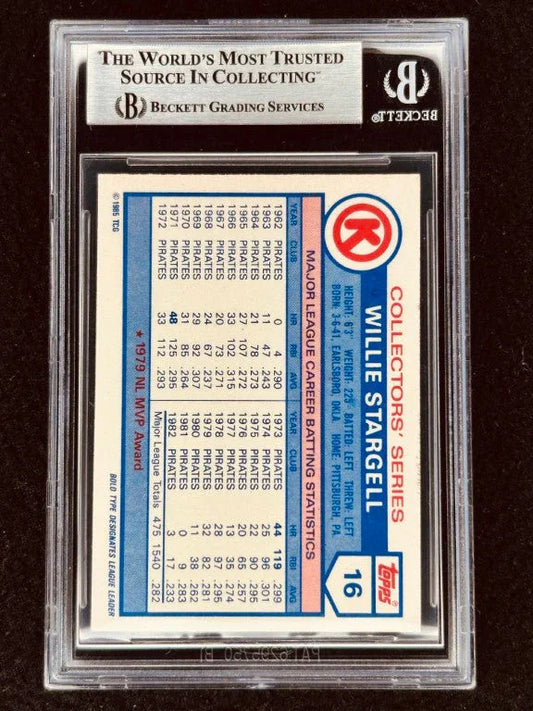 THE WORLD'S MOST TRUSTED
SOURCE IN COLLECTING™
B BECKETT GRADING SERVICES
B
BECKETT®
K
COLLECTORS' SERIES
WILLIE STARGELL
HEIGHT: 6'3" WEIGHT: 225 BATTED: LEFT THREW: LEFT
BORN: 3-6-41, EARLSBORO, OKLA HOME: PITTSBURGH, PA
TOPPS®
16
MAJOR LEAGUE CAREER BATTING STATISTICS
YEAR CLUB HR RBI AVG YEAR CLUB HR RBI AVG
1962 PIRATES 0 4 .290 1973 PIRATES 44 119 .299
1963 PIRATES 11 47 .243 1974 PIRATES 25 96 .301
1964 PIRATES 21 78 .273 1975 PIRATES 22 90 .295
1965 PIRATES 27 107 .272 1976 PIRATES 20 65 .257
1966 PIRATES 33 102 .315 1977 PIRATES 13 35 .274
1967 PIRATES 20 73 .271 1978 PIRATES 28 97 .295
1968 PIRATES 24 67 .237 1979 PIRATES 32 82 .281
1969 PIRATES 29 92 .307 1980 PIRATES 11 38 .262
1970 PIRATES 31 85 .264 1981 PIRATES 0 9 .283
1971 PIRATES 48 125 .295 1982 PIRATES 3 17 .233
1972 PIRATES 33 112 .293 Major League Totals 475 1540 .282
★ 1979 NL MVP Award
© 1985 TCG
BOLD TYPE DESIGNATES LEAGUE LEADER